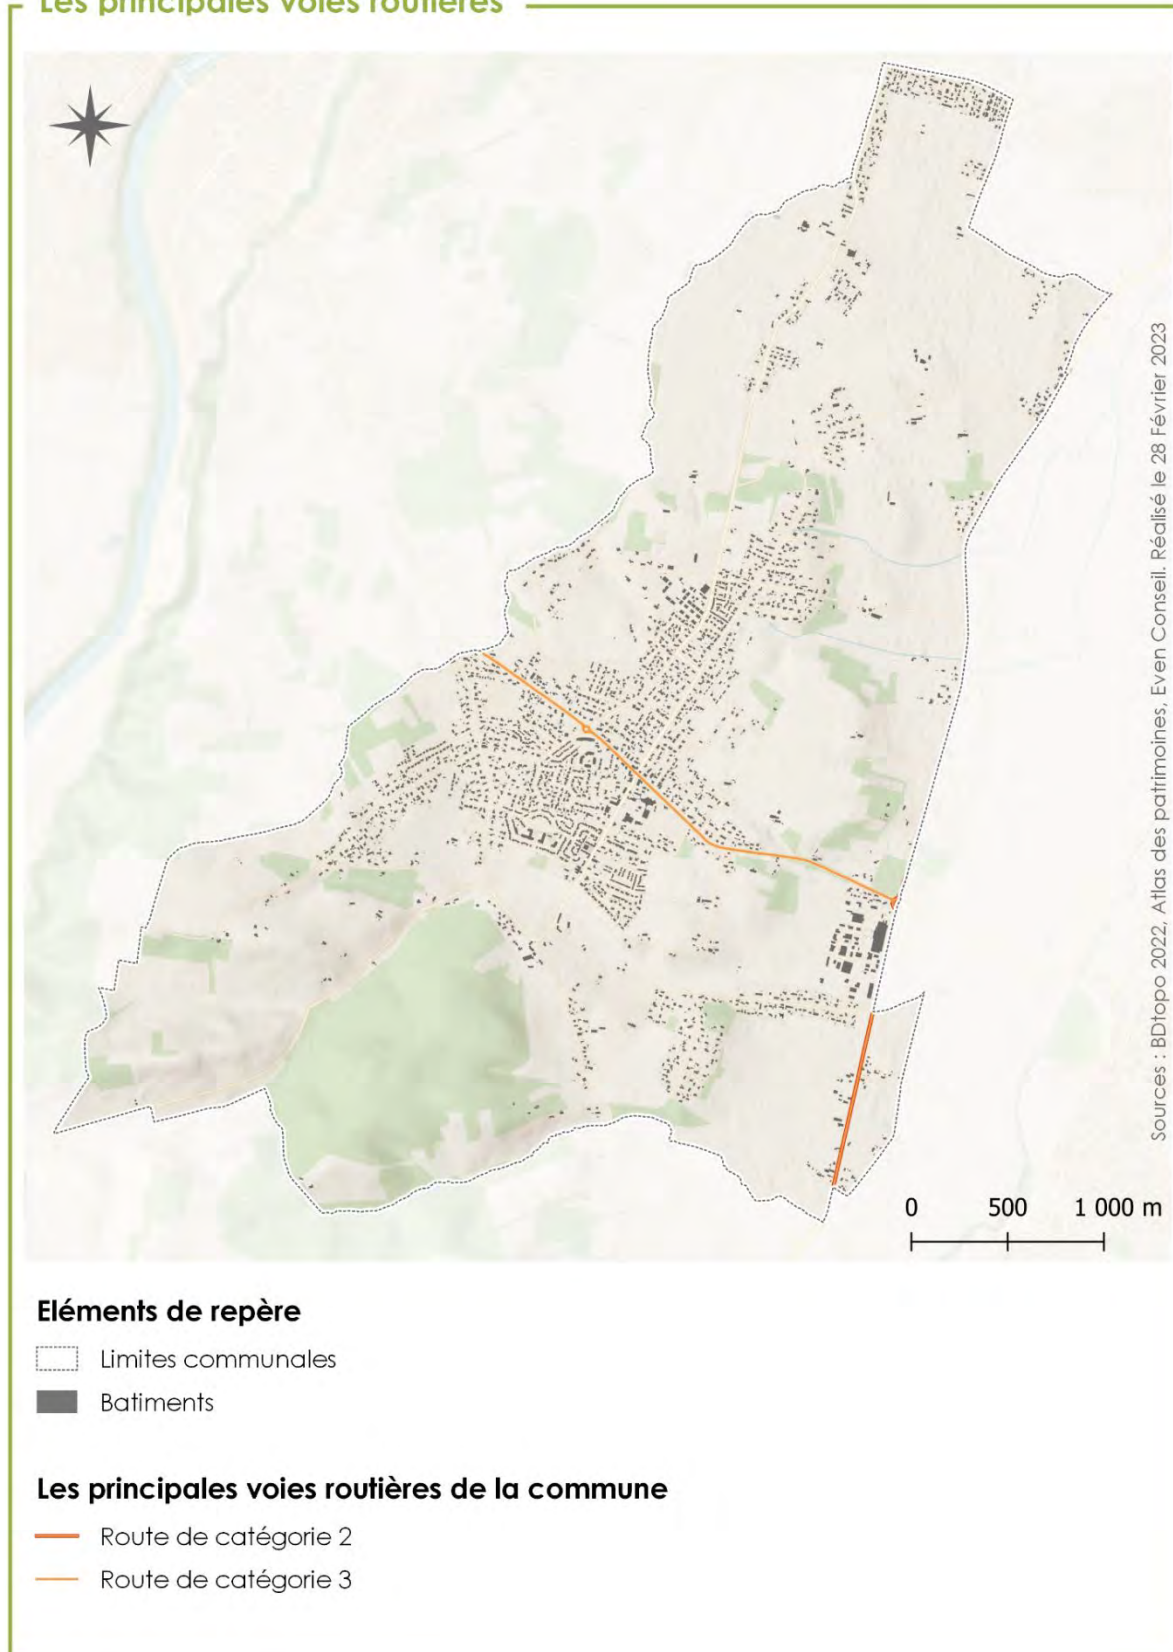 Les principales voies routières
Sources : BDtopo 2022, Atlas des patrimoines, Even Conseil. Réalisé le 28 Février 2023
0 500 1 000 m
Eléments de repère
Limites communales
Batiments
Les principales voies routières de la commune
Route de catégorie 2
Route de catégorie 3